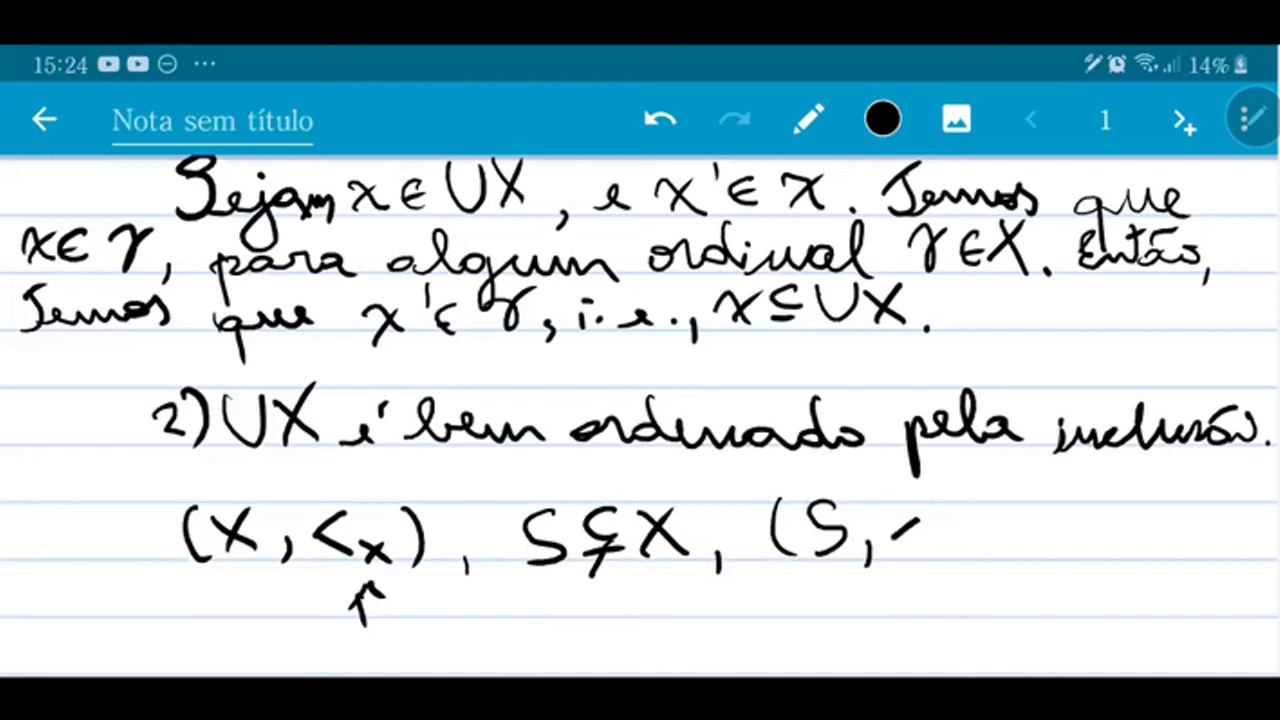 15:24 ... 14%
Nota sem título 1
Sejam x ∈ ∪X, e x' ∈ x. Temos que
x ∈ γ, para algum ordinal γ ∈ X. Então,
Temos que x' ∈ γ, i.e., x ⊆ ∪X.
2) ∪X é bem ordenado pela inclusão.
(X, <ₓ), S ⊊ X, (S, <
↑